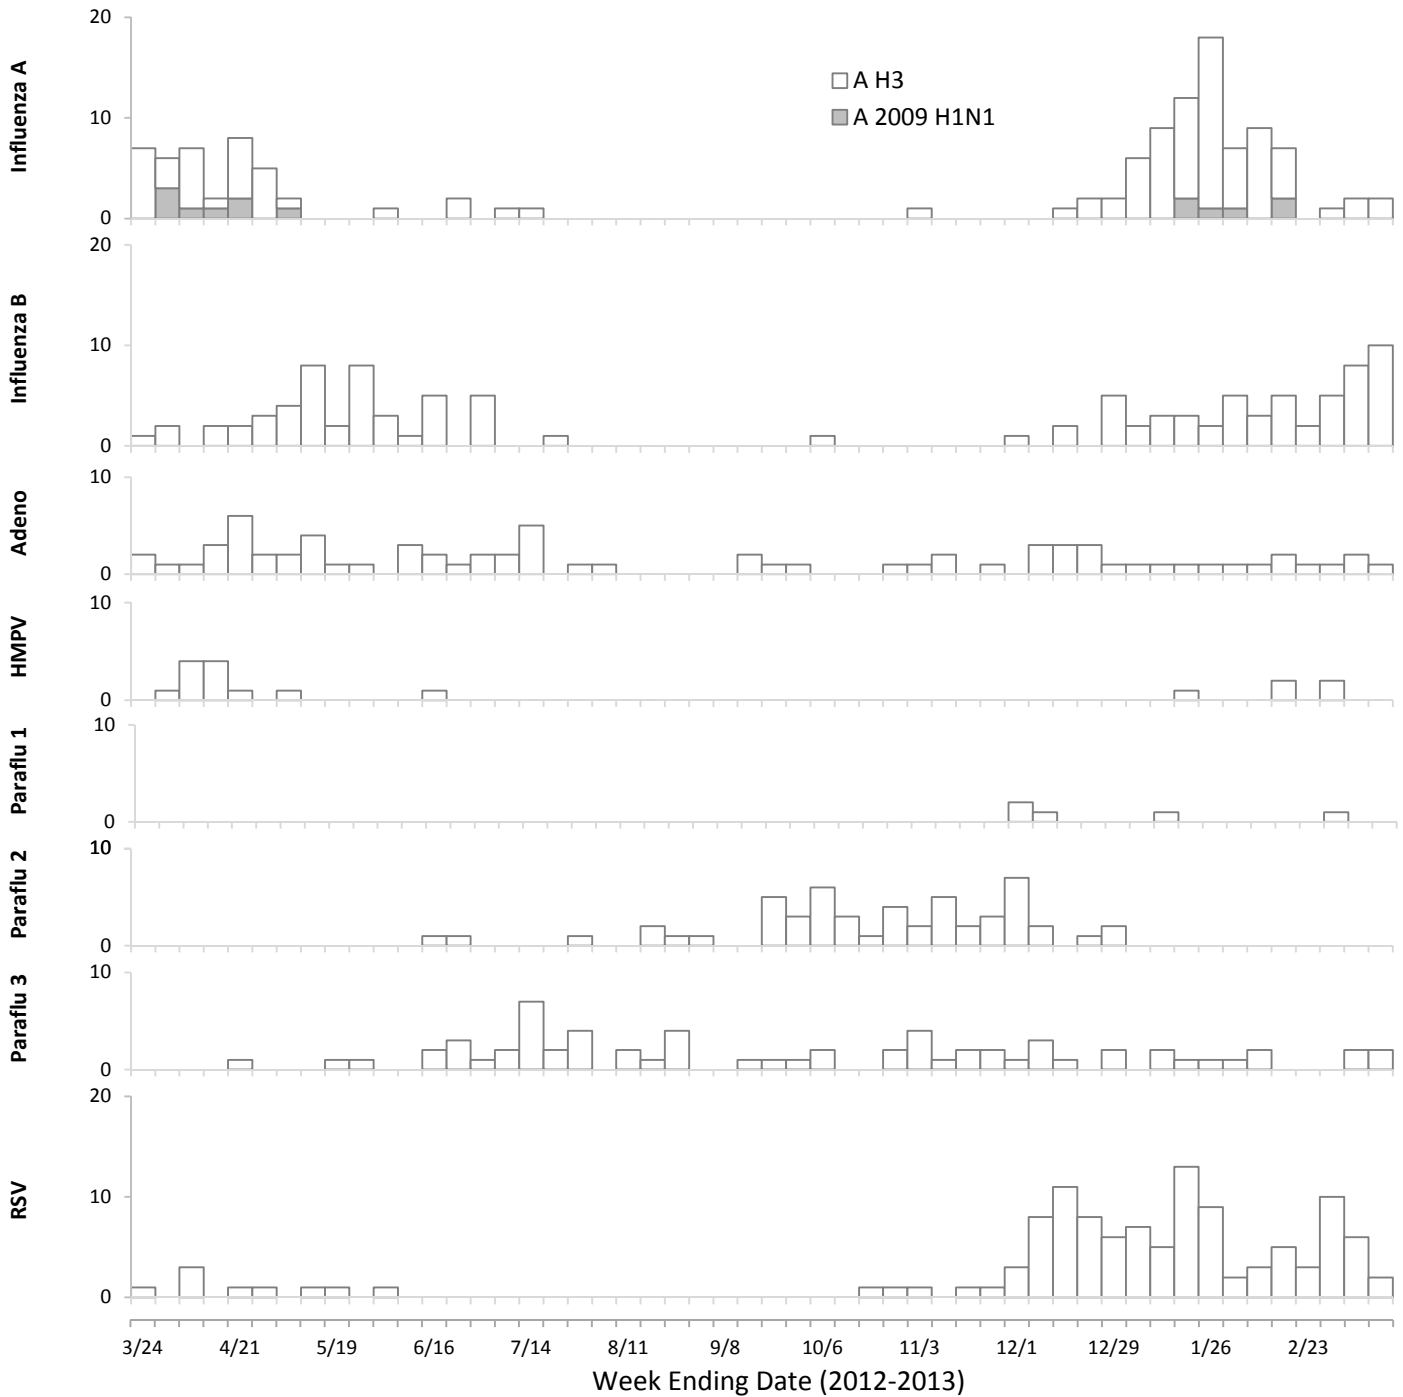 Influenza A
20
10
0
A H3
A 2009 H1N1
Influenza B
20
10
0
Adeno
10
0
HMPV
10
0
Paraflu 1
10
0
Paraflu 2
10
0
Paraflu 3
10
0
RSV
20
10
0
3/24 4/21 5/19 6/16 7/14 8/11 9/8 10/6 11/3 12/1 12/29 1/26 2/23
Week Ending Date (2012-2013)